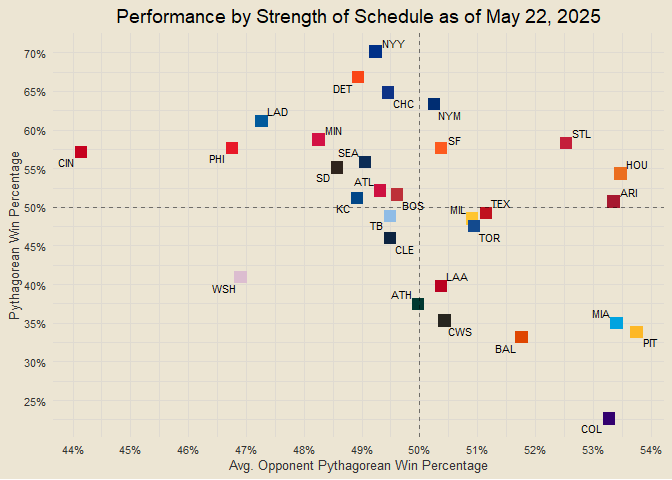 Performance by Strength of Schedule as of May 22, 2025
Pythagorean Win Percentage
70%
65%
60%
55%
50%
45%
40%
35%
30%
25%
NYY
DET
CHC
NYM
LAD
MIN
STL
SF
PHI
CIN
SEA
SD
HOU
ATL
KC
BOS
ARI
MIL
TEX
TB
TOR
CLE
WSH
LAA
ATH
CWS
MIA
BAL
PIT
COL
44%
45%
46%
47%
48%
49%
50%
51%
52%
53%
54%
Avg. Opponent Pythagorean Win Percentage